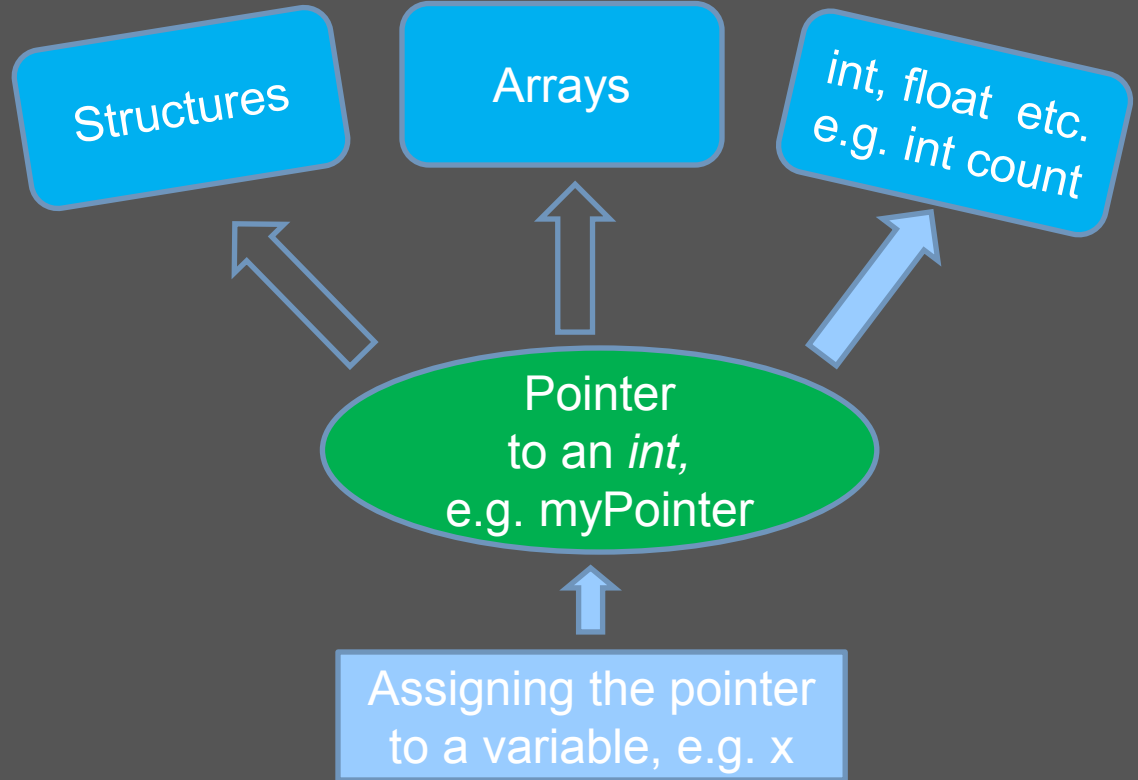 Structures
Arrays
int, float etc.
e.g. int count
Pointer
to an int,
e.g. myPointer
Assigning the pointer
to a variable, e.g. x